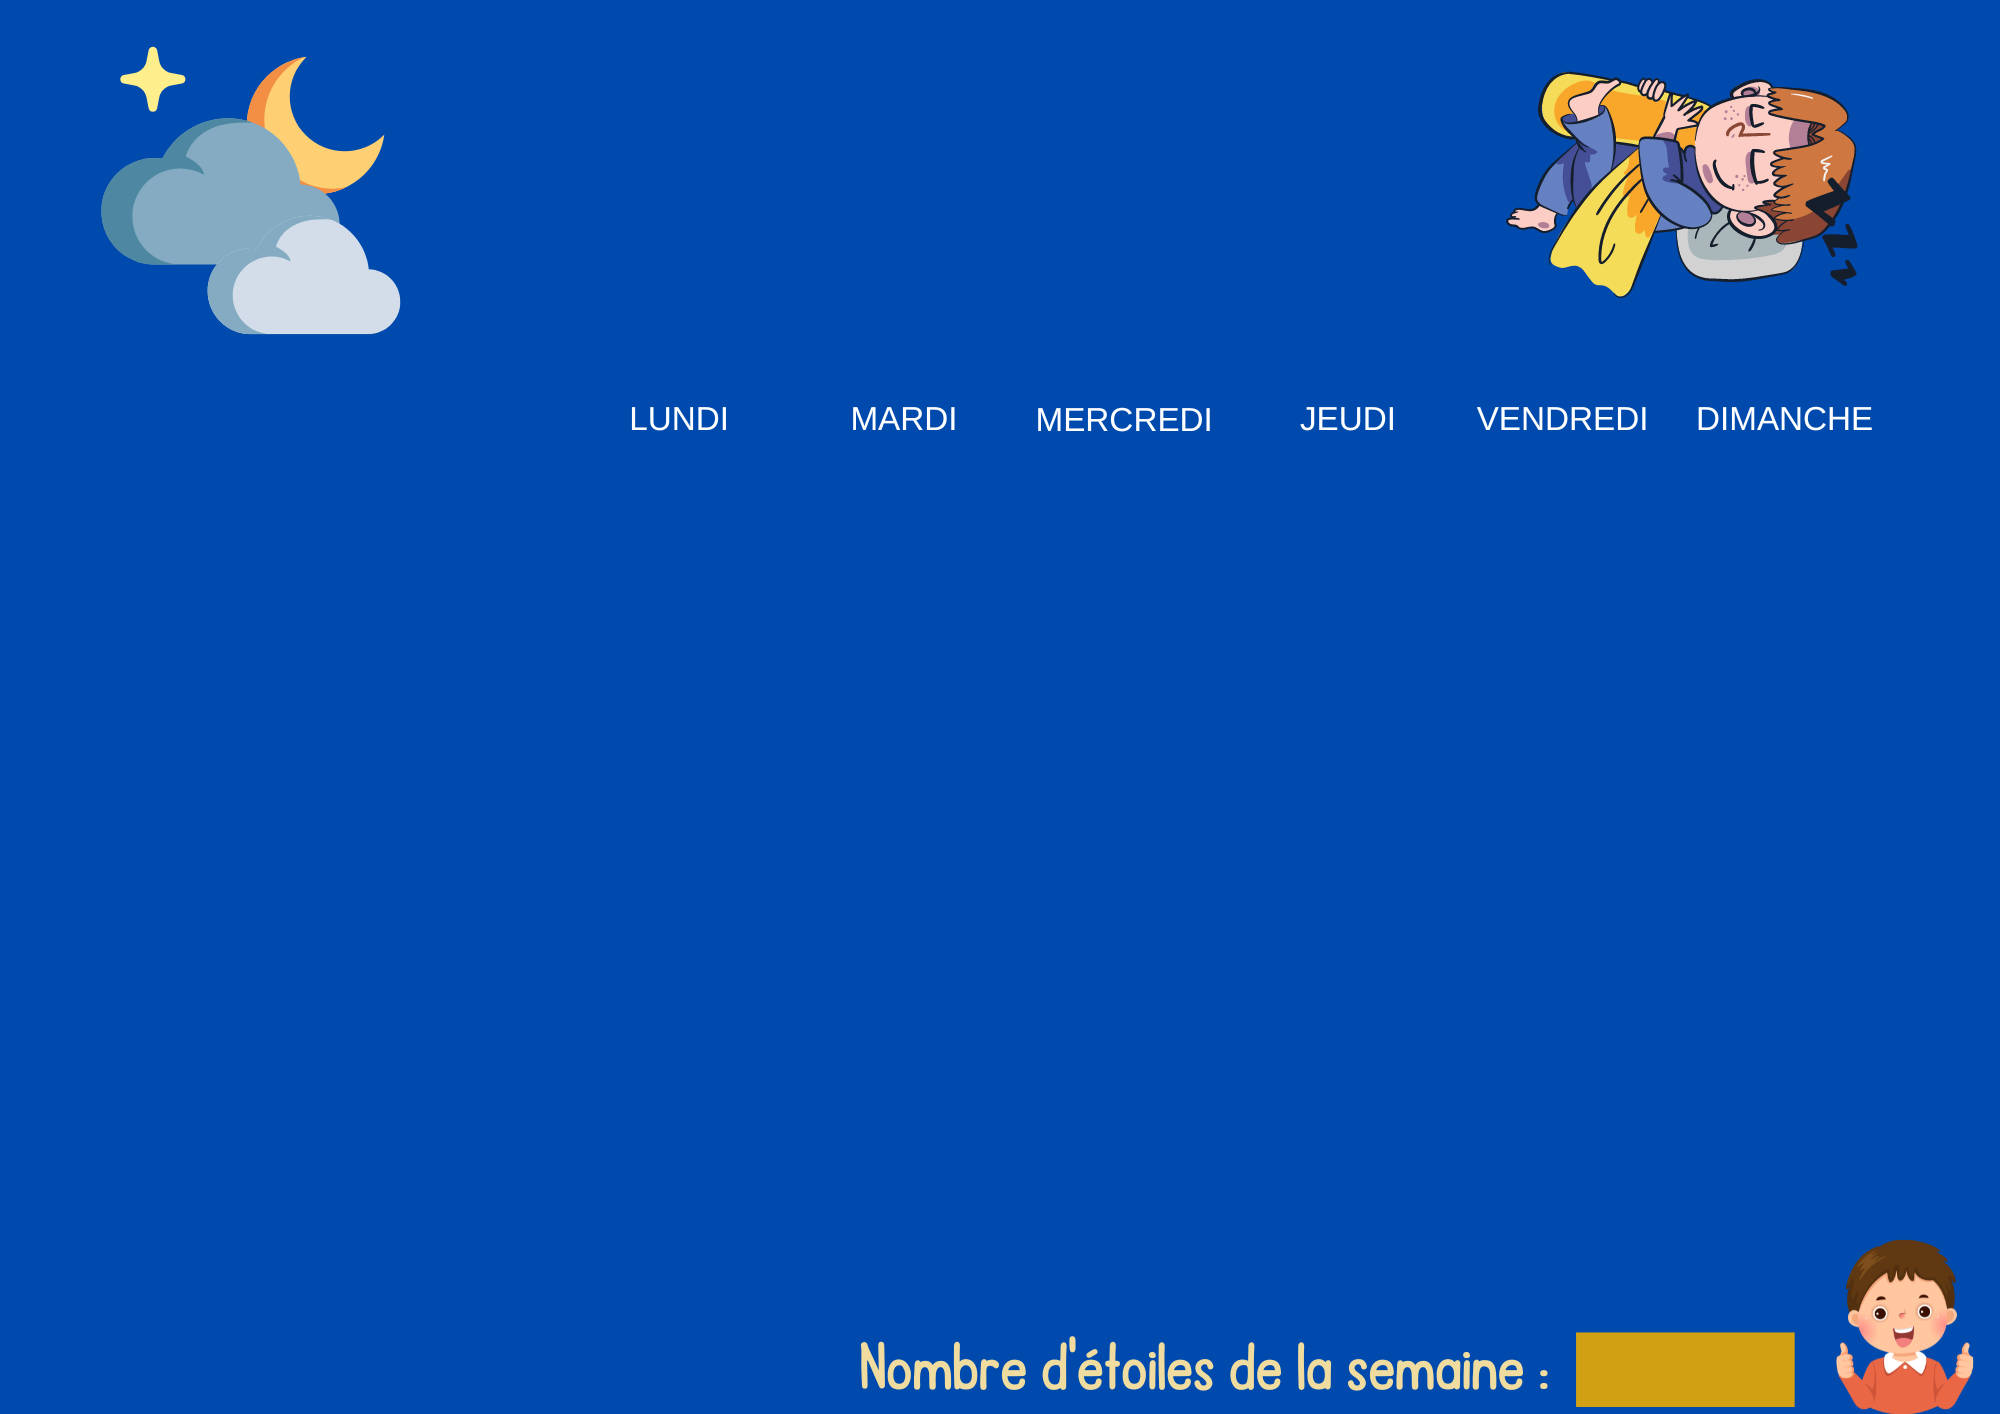 LUNDI MARDI MERCREDI JEUDI VENDREDI DIMANCHE
Nombre d'étoiles de la semaine :